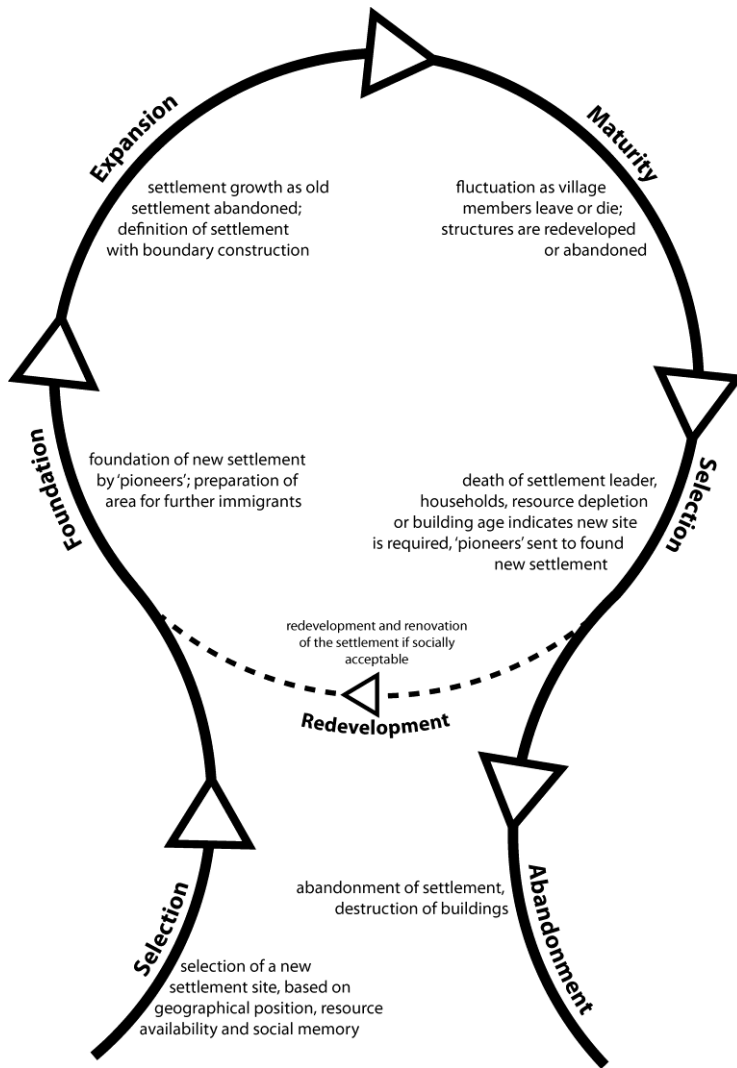 Expansion
settlement growth as old
settlement abandoned;
definition of settlement
with boundary construction
Maturity
fluctuation as village
members leave or die;
structures are redeveloped
or abandoned
Foundation
foundation of new settlement
by 'pioneers'; preparation of
area for further immigrants
Selection
death of settlement leader,
households, resource depletion
or building age indicates new site
is required, 'pioneers' sent to found
new settlement
redevelopment and renovation
of the settlement if socially
acceptable
Redevelopment
Selection
selection of a new
settlement site, based on
geographical position, resource
availability and social memory
abandonment of settlement,
destruction of buildings
Abandonment